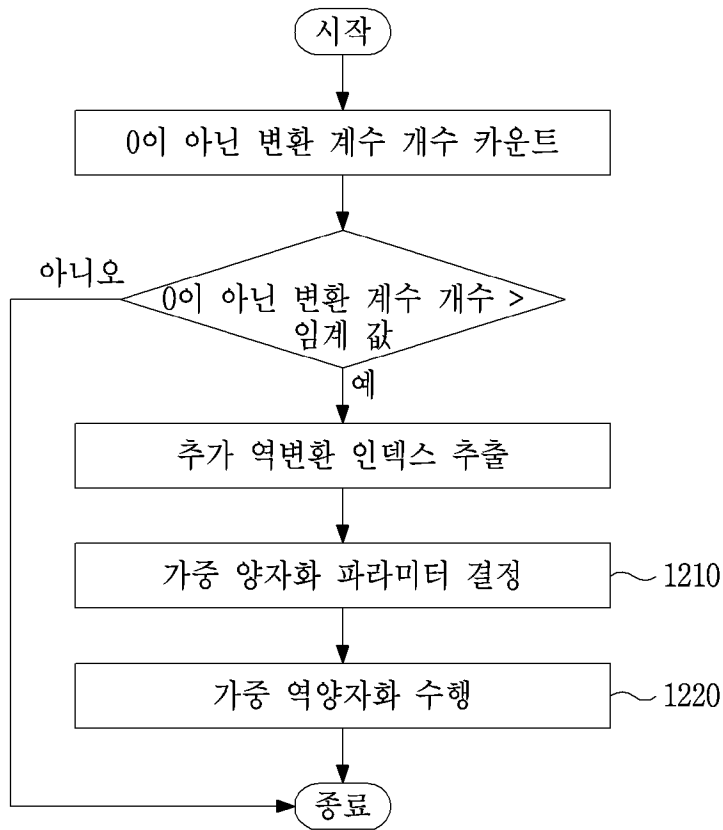 시작
0이 아닌 변환 계수 개수 카운트
아니오
0이 아닌 변환 계수 개수 >
임계 값
예
추가 역변환 인덱스 추출
가중 양자화 파라미터 결정
1210
가중 역양자화 수행
1220
종료